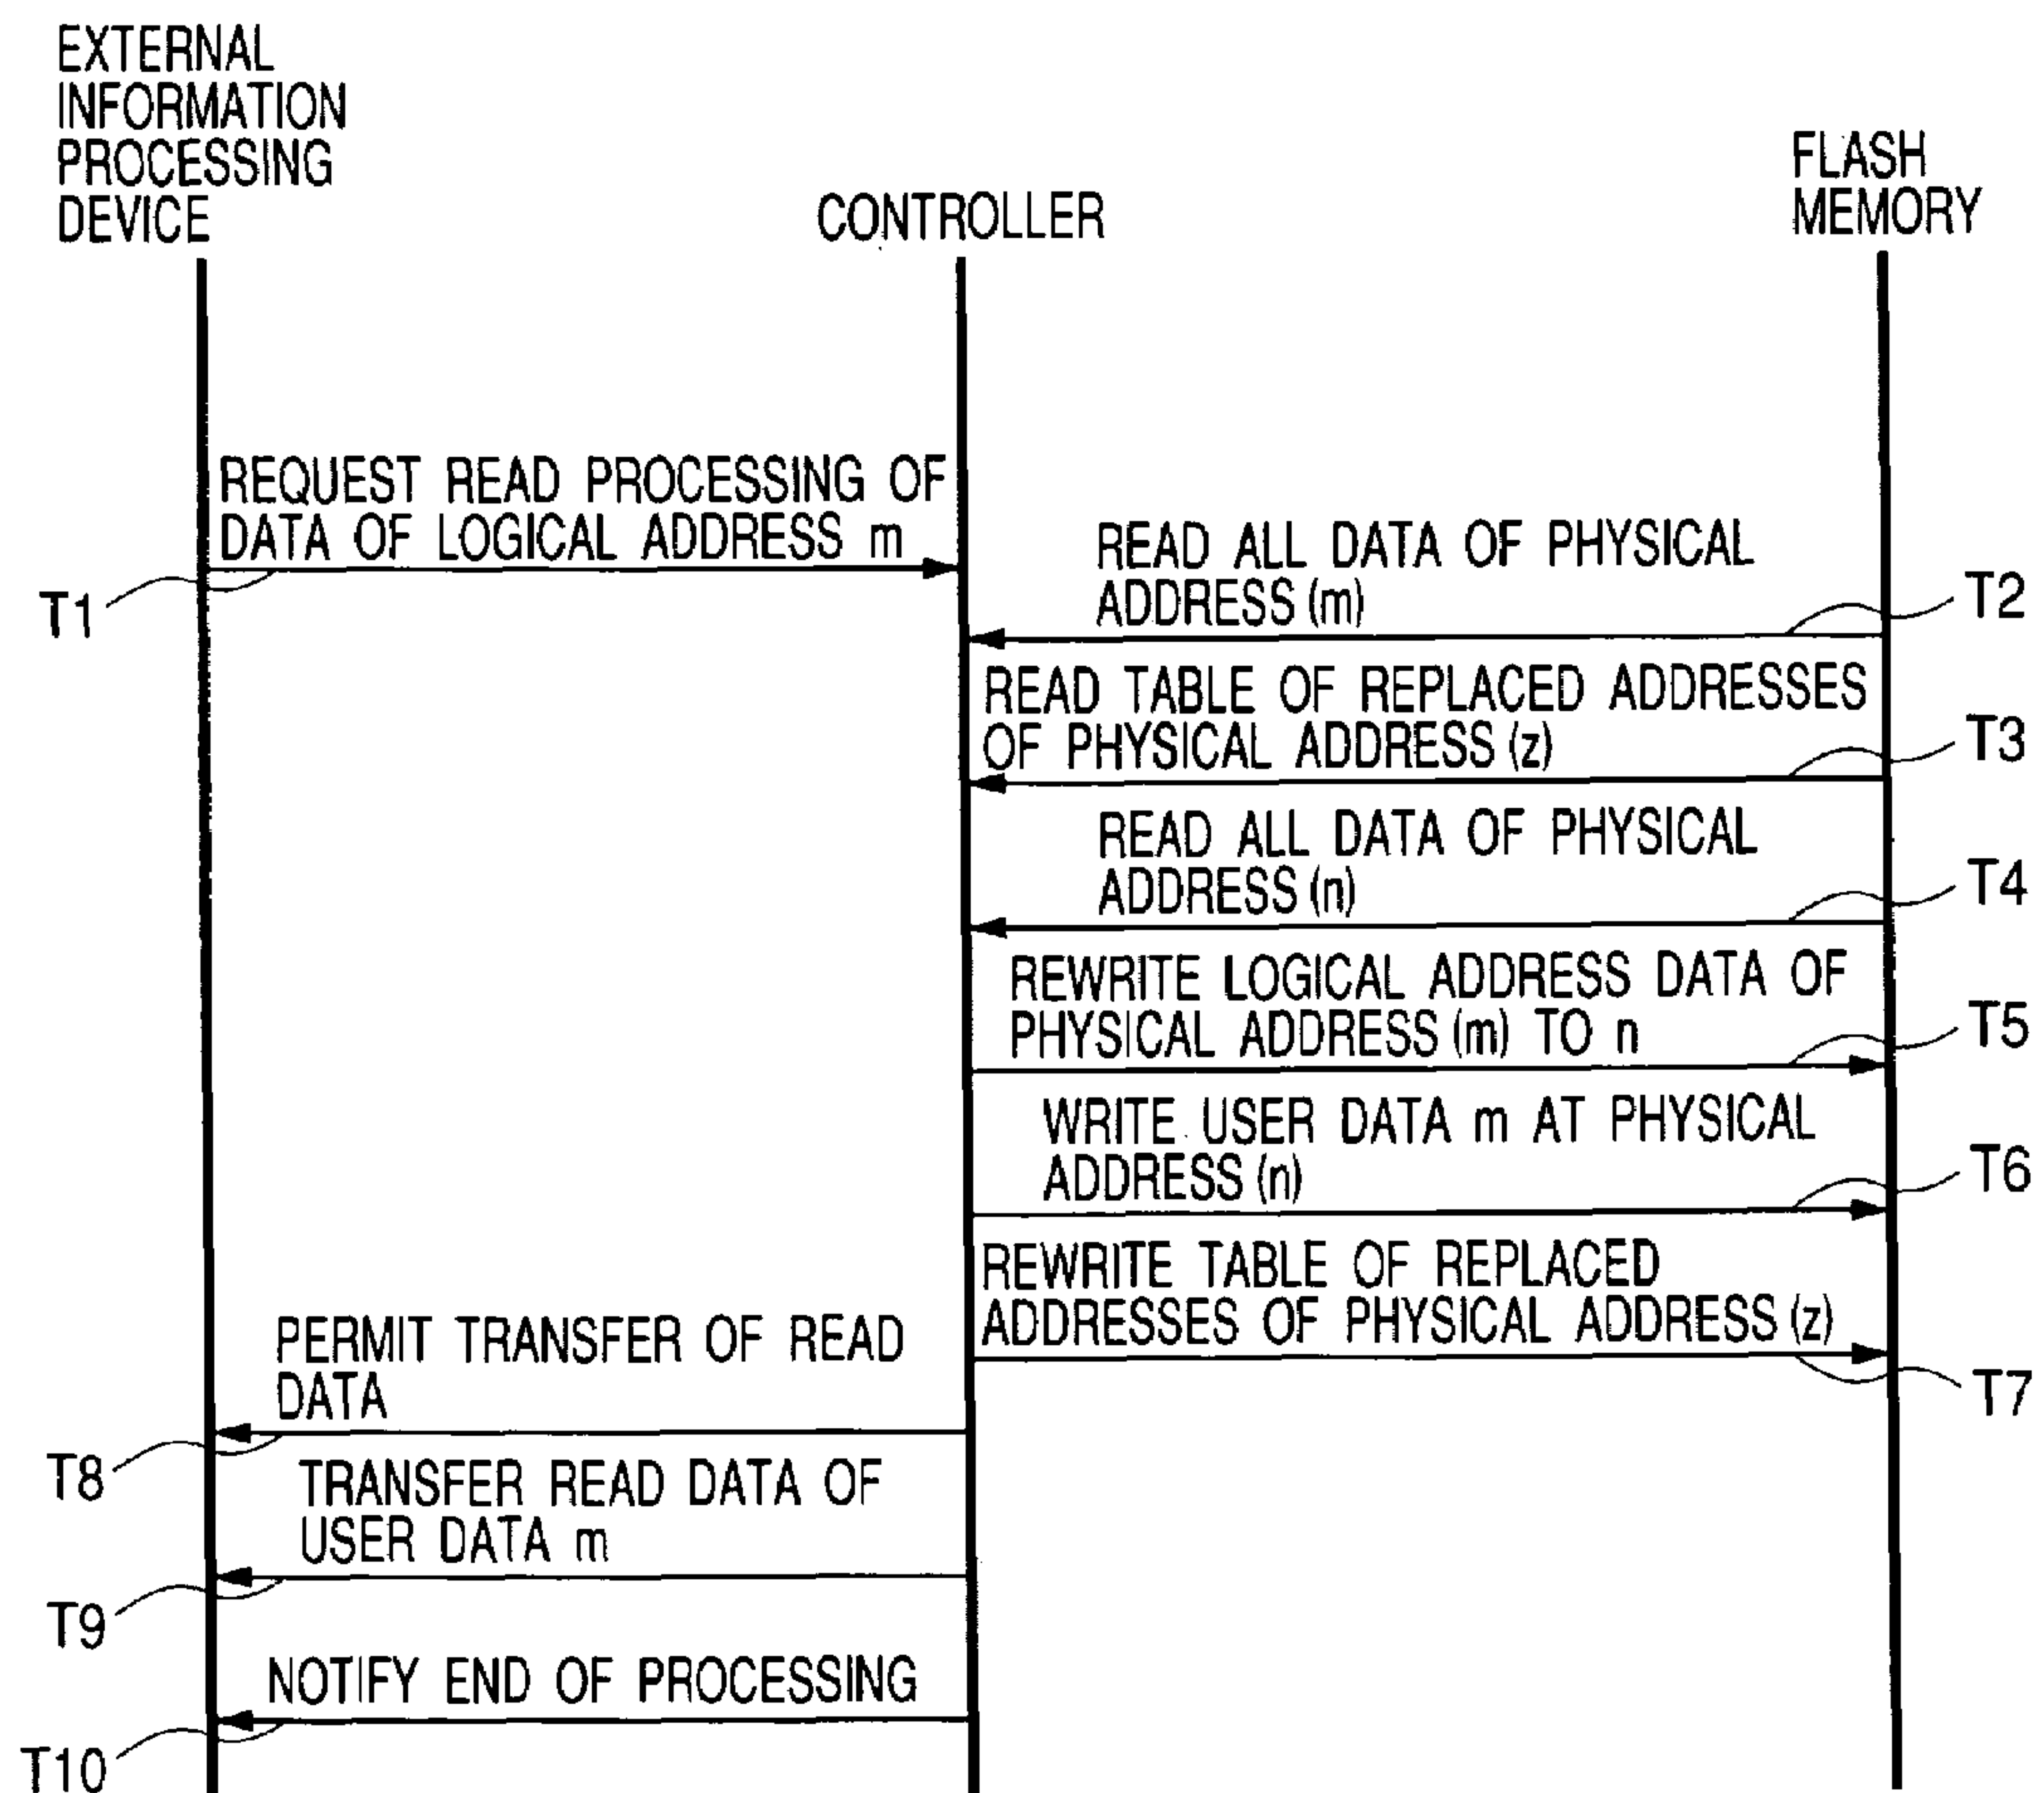 EXTERNAL
INFORMATION
PROCESSING
DEVICE
CONTROLLER
FLASH
MEMORY
REQUEST READ PROCESSING OF
DATA OF LOGICAL ADDRESS m
T1
READ ALL DATA OF PHYSICAL
ADDRESS (m)
T2
READ TABLE OF REPLACED ADDRESSES
OF PHYSICAL ADDRESS (z)
T3
READ ALL DATA OF PHYSICAL
ADDRESS (n)
T4
REWRITE LOGICAL ADDRESS DATA OF
PHYSICAL ADDRESS (m) TO n
T5
WRITE USER DATA m AT PHYSICAL
ADDRESS (n)
T6
REWRITE TABLE OF REPLACED
ADDRESSES OF PHYSICAL ADDRESS (z)
T7
PERMIT TRANSFER OF READ
DATA
T8
TRANSFER READ DATA OF
USER DATA m
T9
NOTIFY END OF PROCESSING
T10